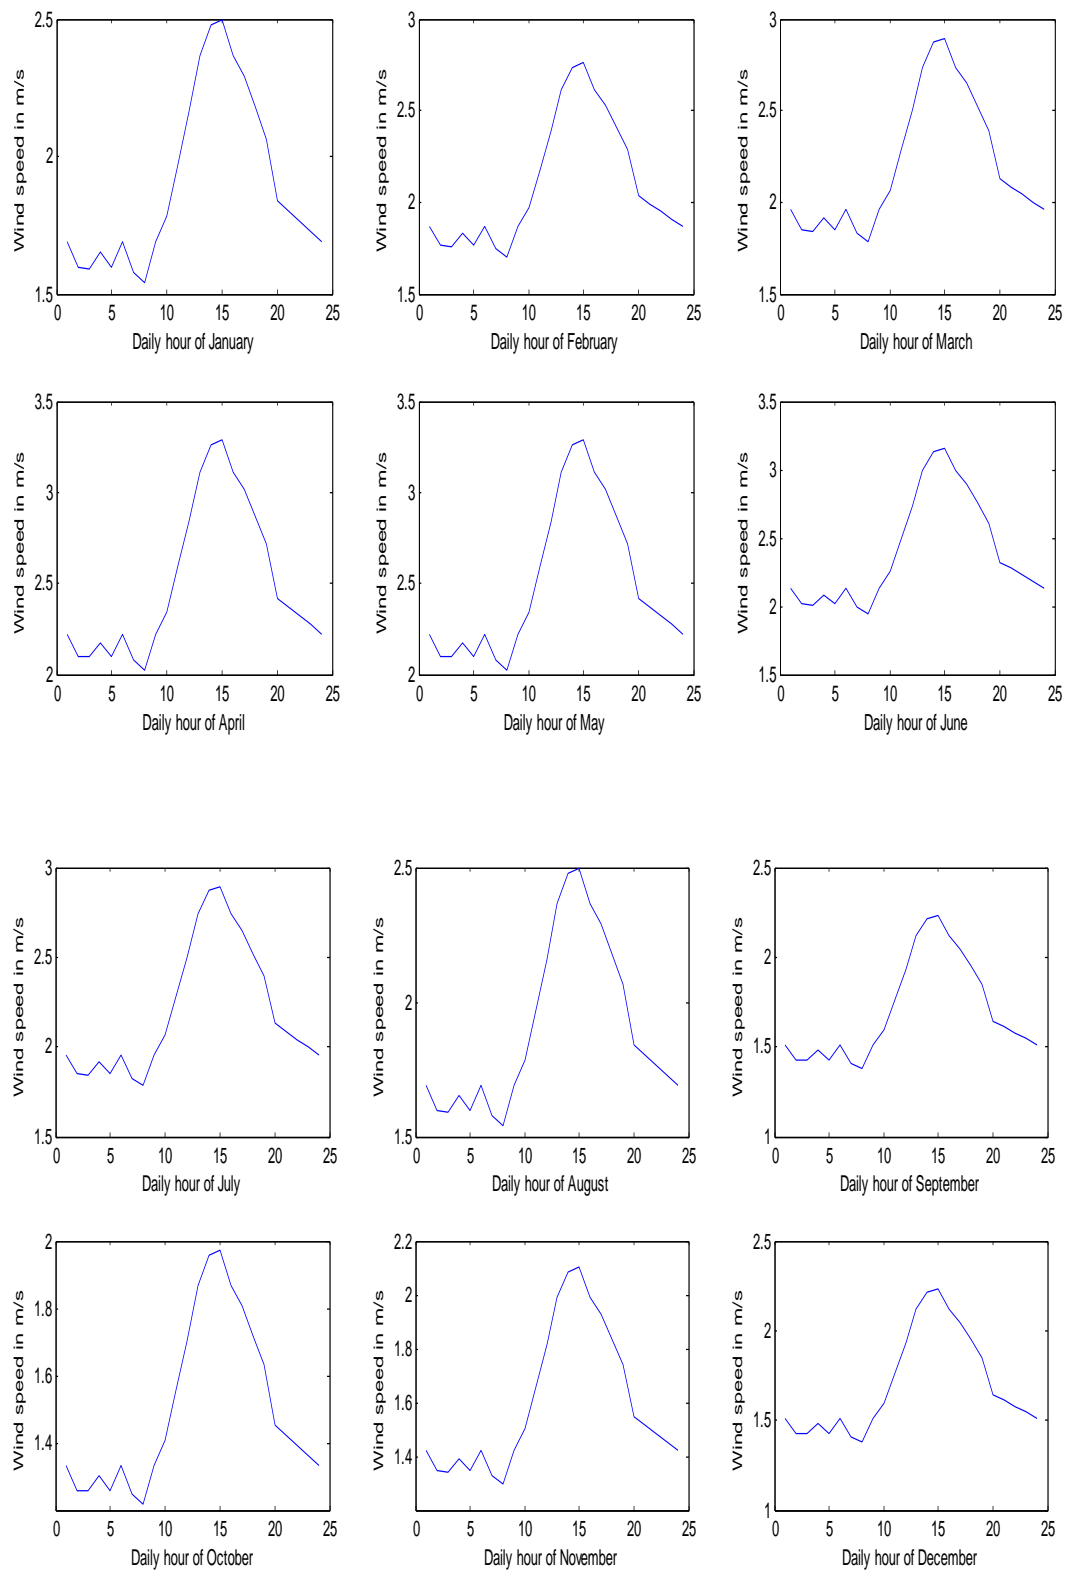 2.5
2
1.5
Wind speed in m/s
0 5 10 15 20 25
Daily hour of January
3
2.5
2
1.5
Wind speed in m/s
0 5 10 15 20 25
Daily hour of February
3
2.5
2
1.5
Wind speed in m/s
0 5 10 15 20 25
Daily hour of March
3.5
3
2.5
2
Wind speed in m/s
0 5 10 15 20 25
Daily hour of April
3.5
3
2.5
2
Wind speed in m/s
0 5 10 15 20 25
Daily hour of May
3.5
3
2.5
2
1.5
Wind speed in m/s
0 5 10 15 20 25
Daily hour of June
3
2.5
2
1.5
Wind speed in m/s
0 5 10 15 20 25
Daily hour of July
2.5
2
1.5
Wind speed in m/s
0 5 10 15 20 25
Daily hour of August
2.5
2
1.5
1
Wind speed in m/s
0 5 10 15 20 25
Daily hour of September
2
1.8
1.6
1.4
Wind speed in m/s
0 5 10 15 20 25
Daily hour of October
2.2
2
1.8
1.6
1.4
Wind speed in m/s
0 5 10 15 20 25
Daily hour of November
2.5
2
1.5
1
Wind speed in m/s
0 5 10 15 20 25
Daily hour of December